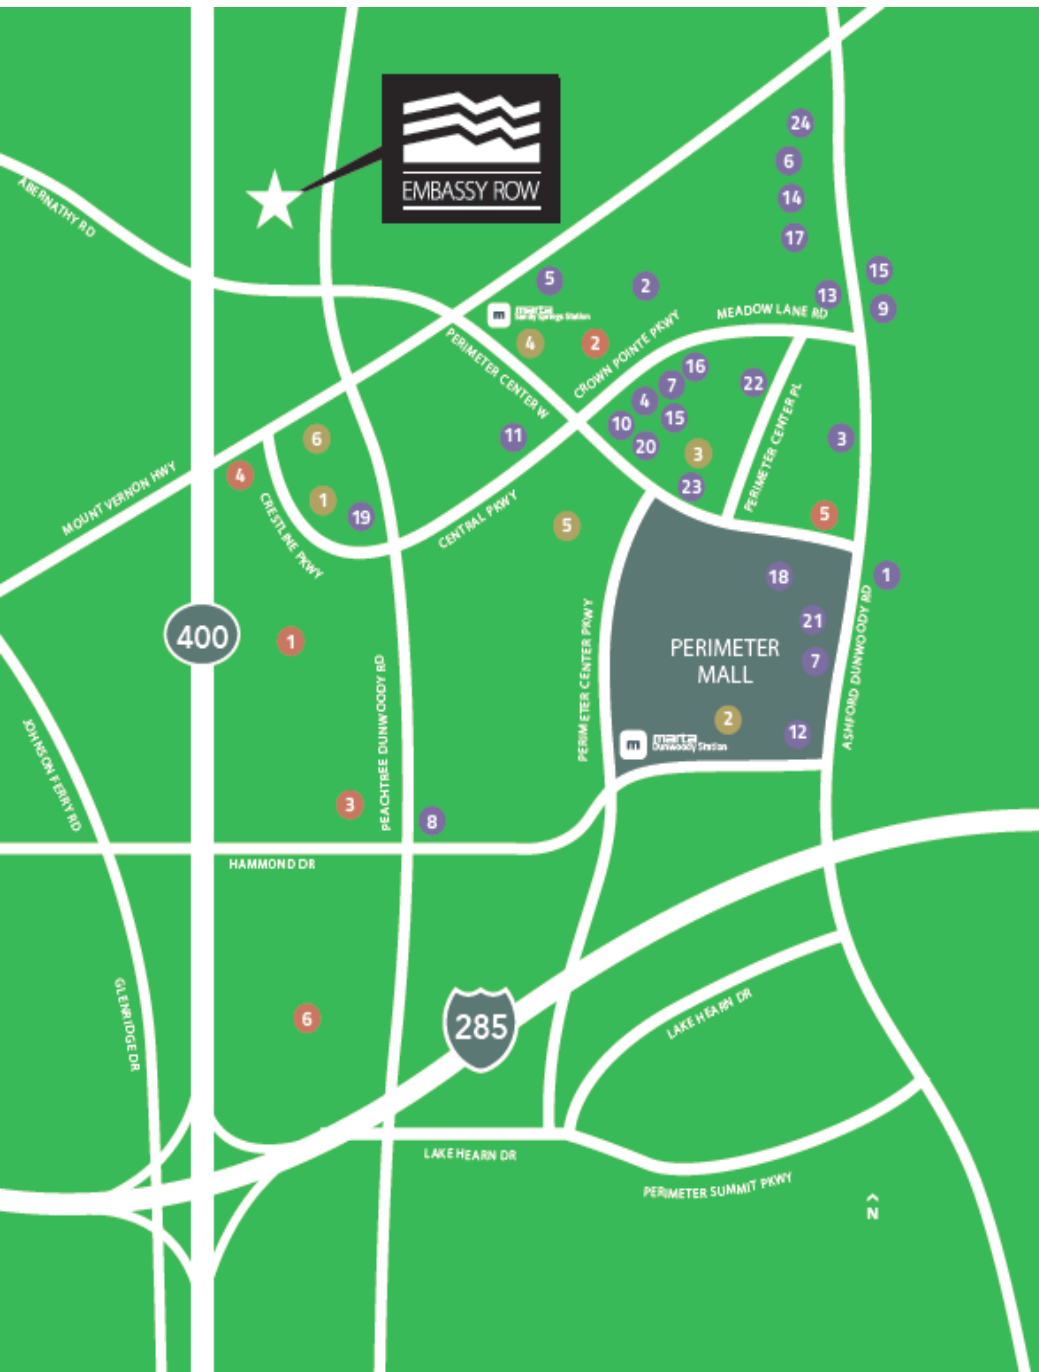 24
6
14
17
ABERNATHY RD
EMBASSY ROW
15
5
2
13
9
m
marta
Sandy Springs Station
MEADOW LANE RD
4
2
PERIMETER CENTER W
CROWN POINTE PKWY
16
7
22
4
15
10
20
3
3
PERIMETER CENTER PL
6
11
4
MOUNT VERNON HWY
1
19
23
5
CRESTLINE PKWY
CENTRAL PKWY
5
18
1
21
400
1
PERIMETER
MALL
7
2
12
m
marta
Dunwoody Station
PERIMETER CENTER PKWY
ASHFORD DUNWOODY RD
PEACHTREE DUNWOODY RD
JOHNSON FERRY RD
3
8
HAMMOND DR
GLENRIDGE DR
6
285
LAKE HEARN DR
LAKE HEARN DR
PERIMETER SUMMIT PKWY
N